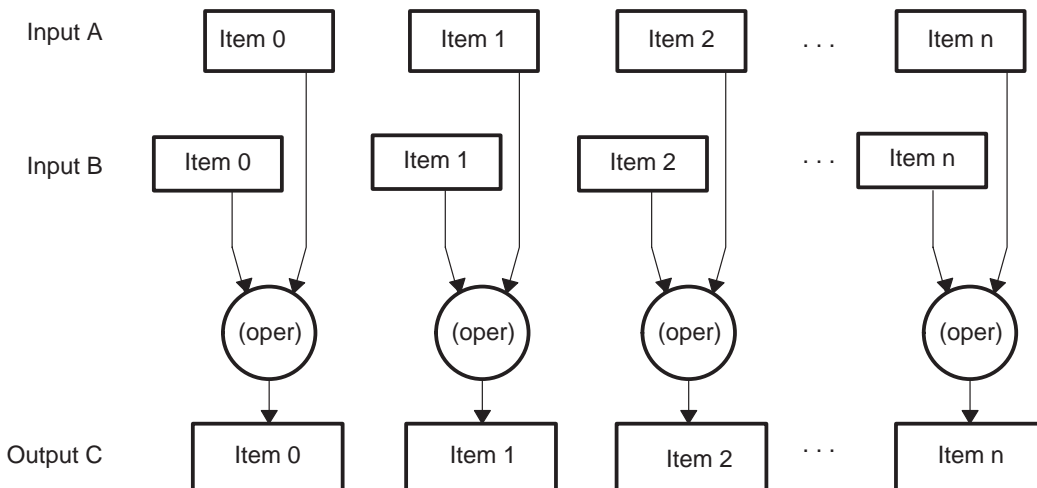 Input A Item 0 Item 1 Item 2 . . . Item n
Input B Item 0 Item 1 Item 2 . . . Item n
(oper) (oper) (oper) (oper)
Output C Item 0 Item 1 Item 2 . . . Item n